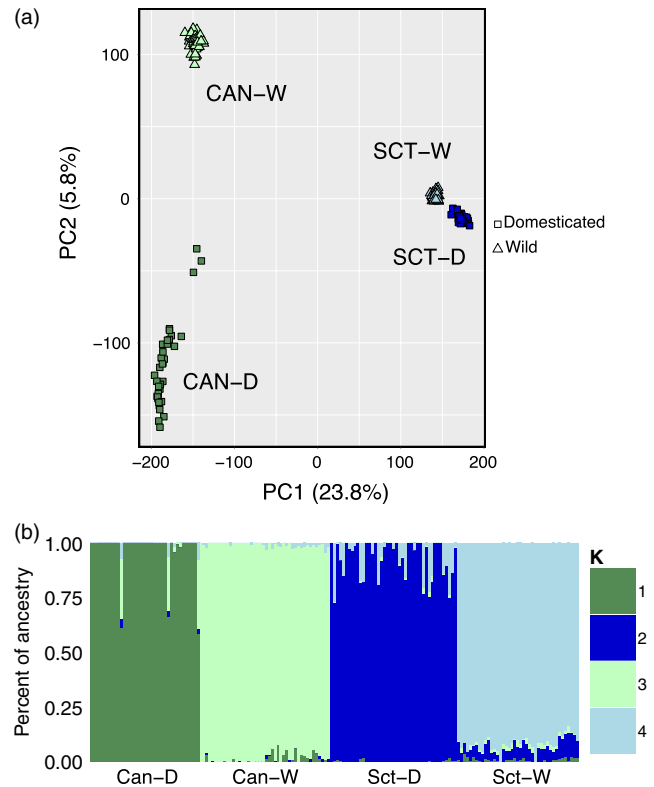 (a)
100
0
−100
PC2 (5.8%)
CAN−W
SCT−W
SCT−D
CAN−D
Domesticated
Wild
−200 −100 0 100 200
PC1 (23.8%)
(b)
1.00
0.75
0.50
0.25
0.00
Percent of ancestry
Can−D Can−W Sct−D Sct−W
K
1
2
3
4